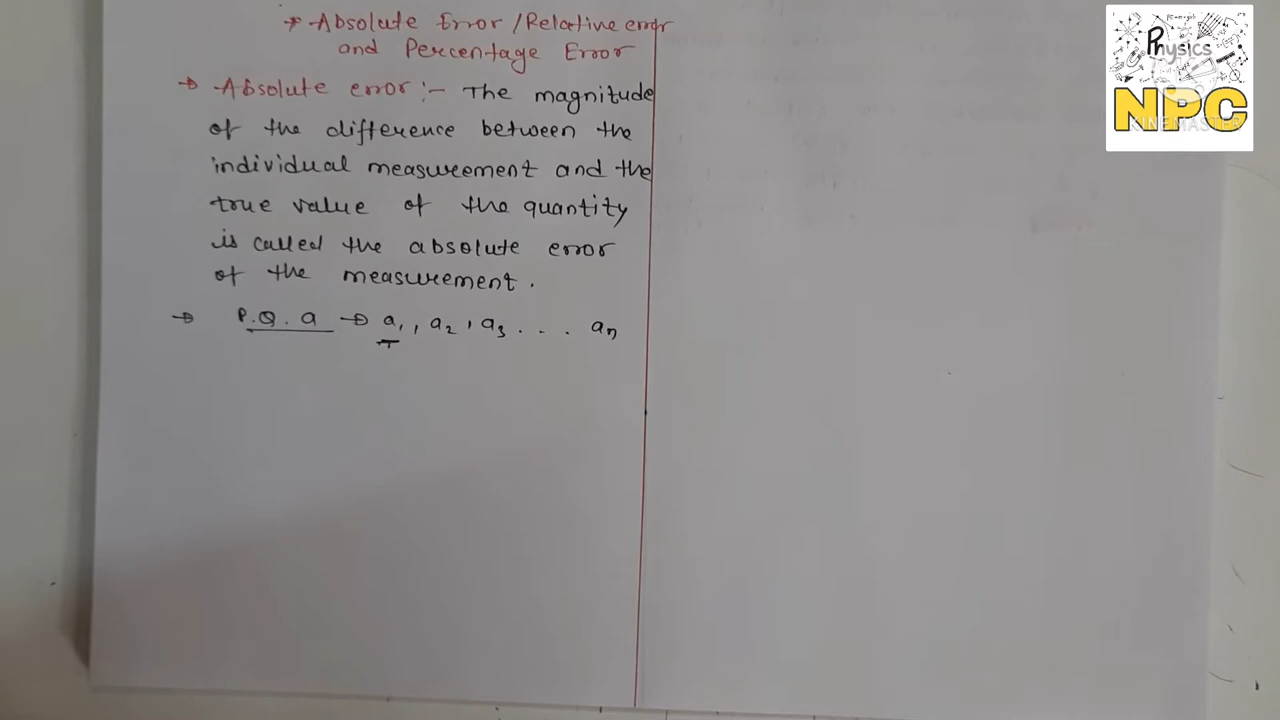 * Absolute Error / Relative error
and Percentage Error
→ Absolute error :- The magnitude
of the difference between the
individual measurement and the
true value of the quantity
is called the absolute error
of the measurement.
→ P.Q. a → a₁, a₂, a₃ . . . aₙ
Physics
NPC
KINEMASTER